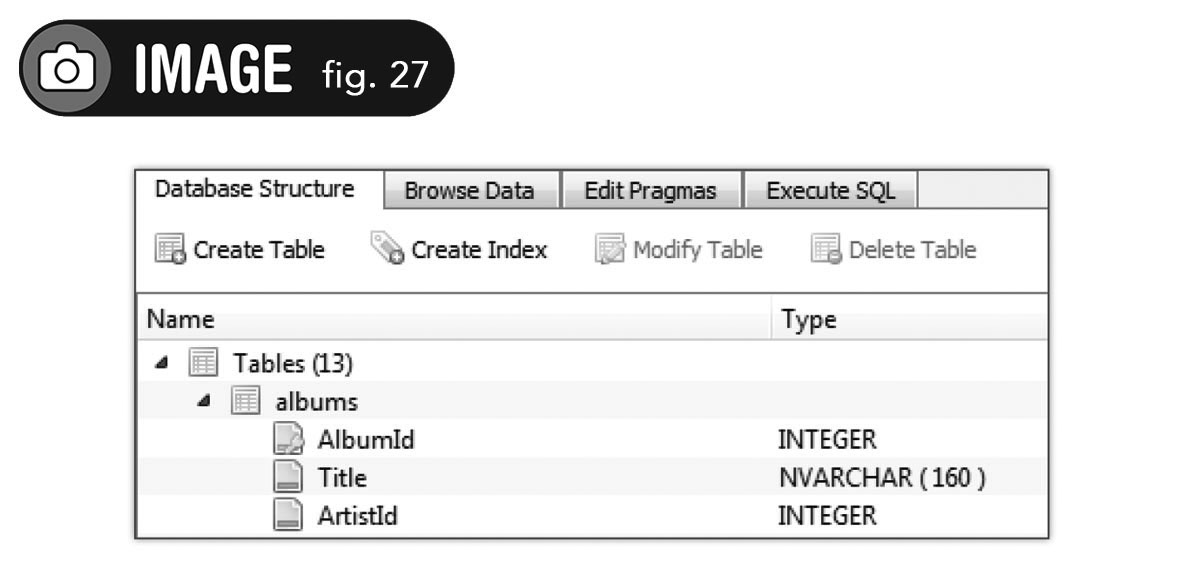 IMAGE fig. 27
Database Structure Browse Data Edit Pragmas Execute SQL
Create Table Create Index Modify Table Delete Table
Name Type
Tables (13)
albums
AlbumId INTEGER
Title NVARCHAR ( 160 )
ArtistId INTEGER